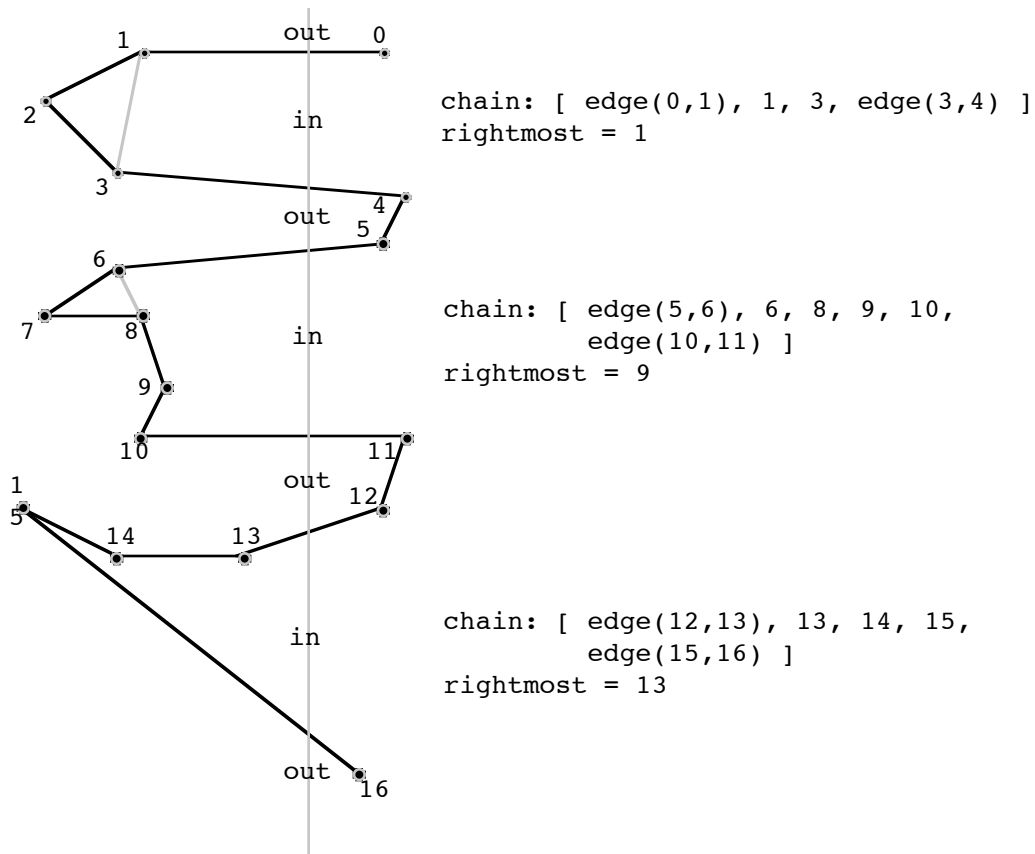 out
0
1
2
in
chain: [ edge(0,1), 1, 3, edge(3,4) ]
rightmost = 1
3
4
out
5
6
7
8
in
chain: [ edge(5,6), 6, 8, 9, 10,
edge(10,11) ]
rightmost = 9
9
10
11
out
12
1
5
14
13
in
chain: [ edge(12,13), 13, 14, 15,
edge(15,16) ]
rightmost = 13
out
16